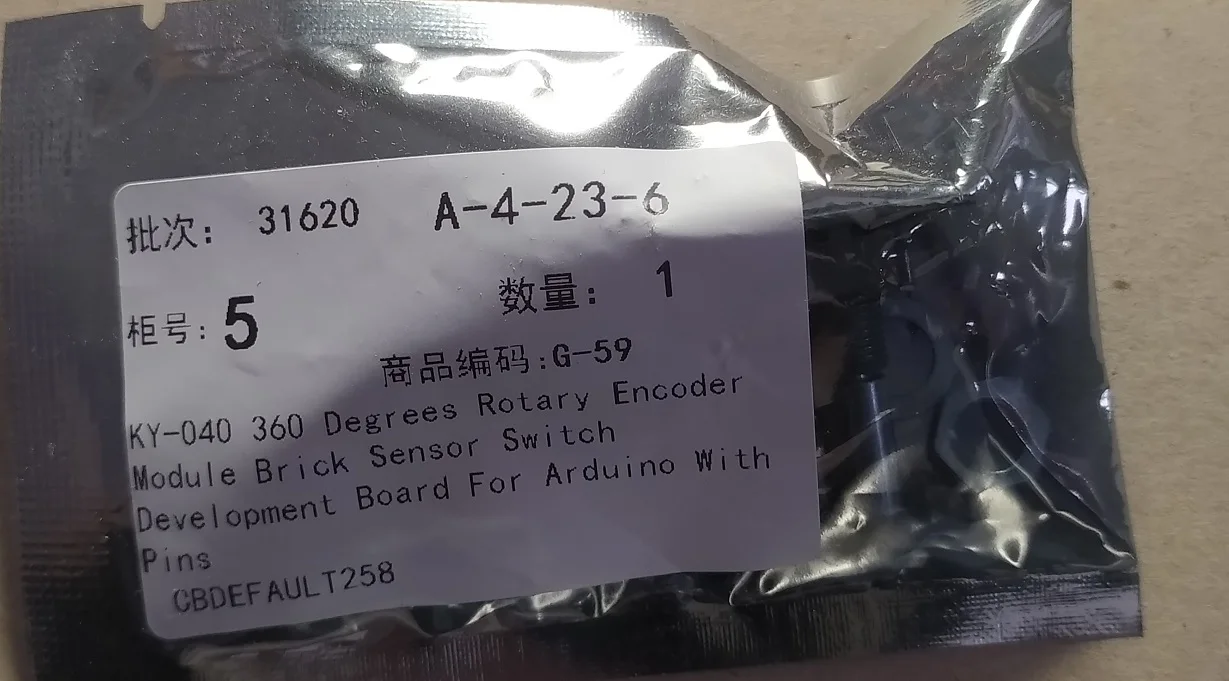 批次： 31620 A-4-23-6
柜号：5 数量： 1
商品编码:G-59
KY-040 360 Degrees Rotary Encoder
Module Brick Sensor Switch
Development Board For Arduino With
Pins
CBDEFAULT258